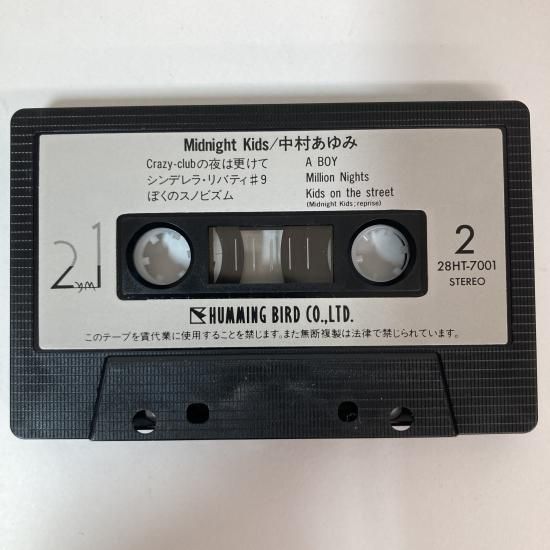 Midnight Kids/中村あゆみ
Crazy-clubの夜は更けて
シンデレラ・リバティ♯9
ぼくのスノビズム
A BOY
Million Nights
Kids on the street
(Midnight Kids;reprise)
21
2
28HT-7001
STEREO
HUMMING BIRD CO.,LTD.
このテープを賃代業に使用することを禁じます。また無断複製は法律で禁じられています。